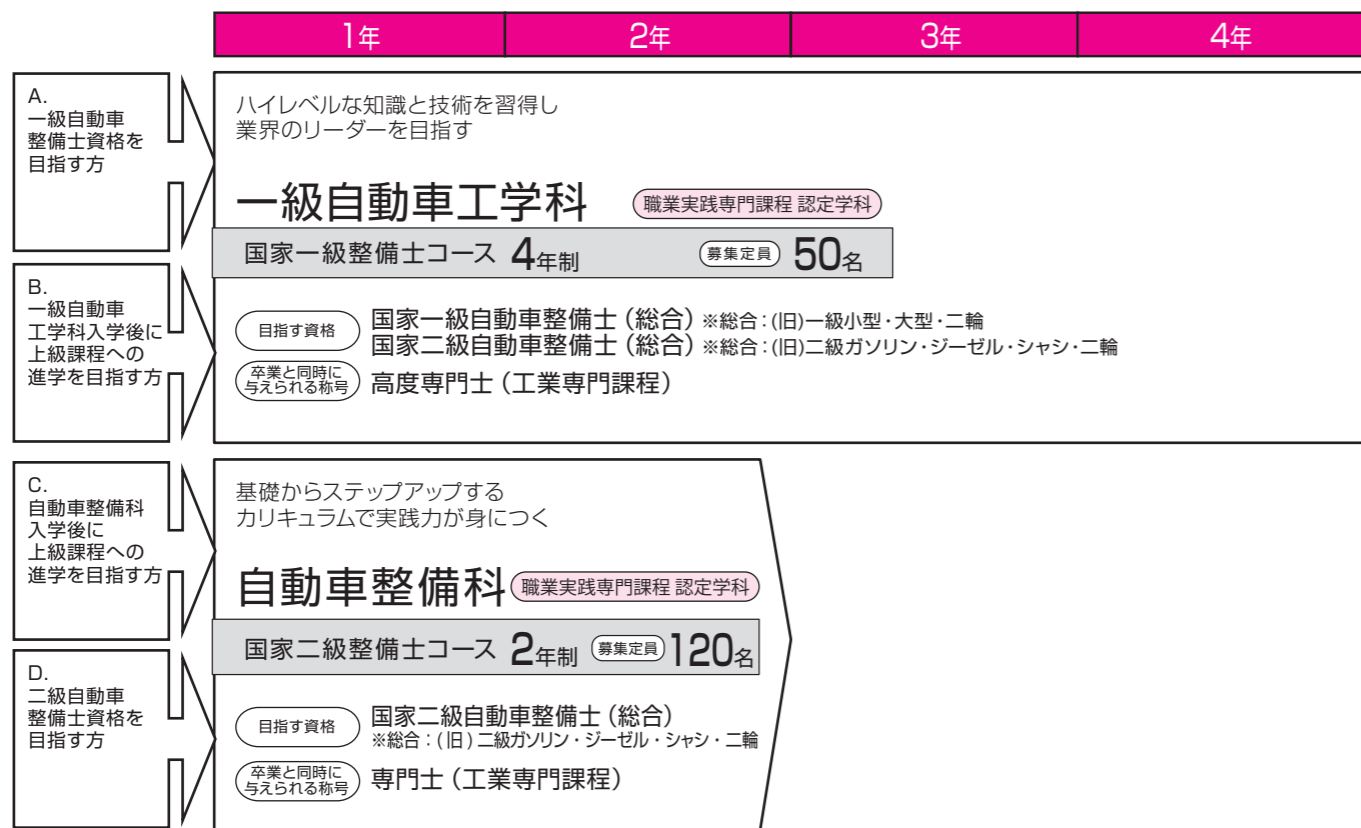 1年 2年 3年 4年
A.
一級自動車
整備士資格を
目指す方
ハイレベルな知識と技術を習得し
業界のリーダーを目指す
一級自動車工学科 職業実践専門課程 認定学科
国家一級整備士コース 4年制 募集定員 50名
B.
一級自動車
工学科入学後に
上級課程への
進学を目指す方
目指す資格
国家一級自動車整備士（総合）※総合：(旧)一級小型・大型・二輪
国家二級自動車整備士（総合）※総合：(旧)二級ガソリン・ジーゼル・シャシ・二輪
卒業と同時に
与えられる称号
高度専門士（工業専門課程）
C.
自動車整備科
入学後に
上級課程への
進学を目指す方
基礎からステップアップする
カリキュラムで実践力が身につく
自動車整備科 職業実践専門課程 認定学科
国家二級整備士コース 2年制 募集定員 120名
D.
二級自動車
整備士資格を
目指す方
目指す資格
国家二級自動車整備士（総合）
※総合：(旧)二級ガソリン・ジーゼル・シャシ・二輪
卒業と同時に
与えられる称号
専門士（工業専門課程）